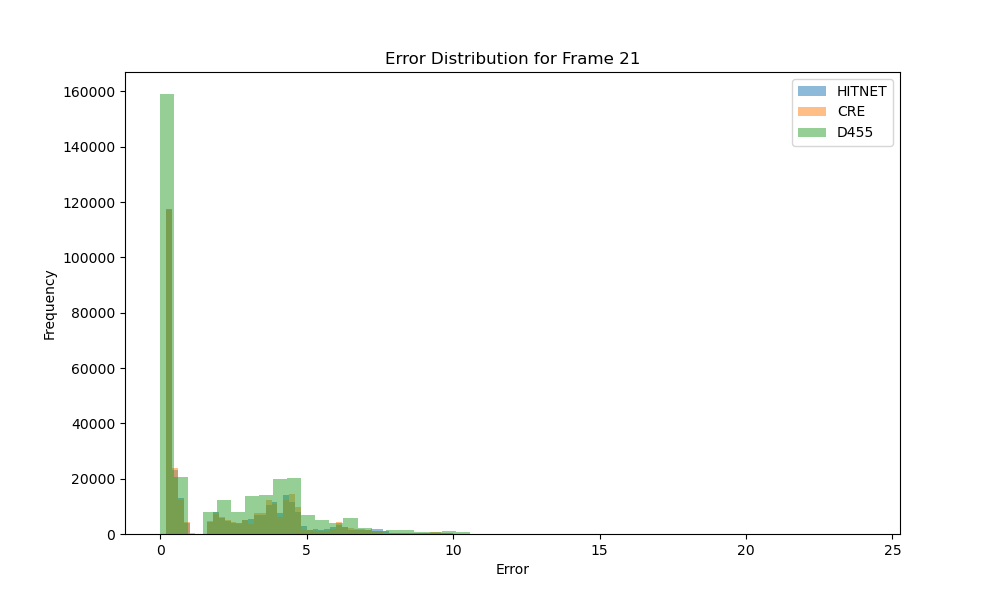 Error Distribution for Frame 21
HITNET
CRE
D455
160000
140000
120000
100000
80000
60000
40000
20000
0
Frequency
0 5 10 15 20 25
Error